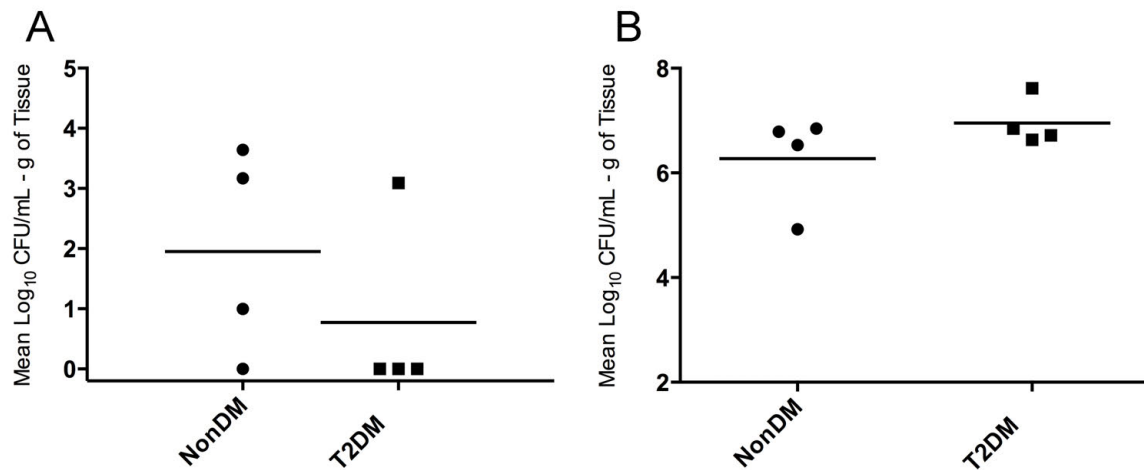 A
Mean Log10 CFU/mL - g of Tissue
5
4
3
2
1
0
NonDM
T2DM
B
Mean Log10 CFU/mL - g of Tissue
8
6
4
2
NonDM
T2DM